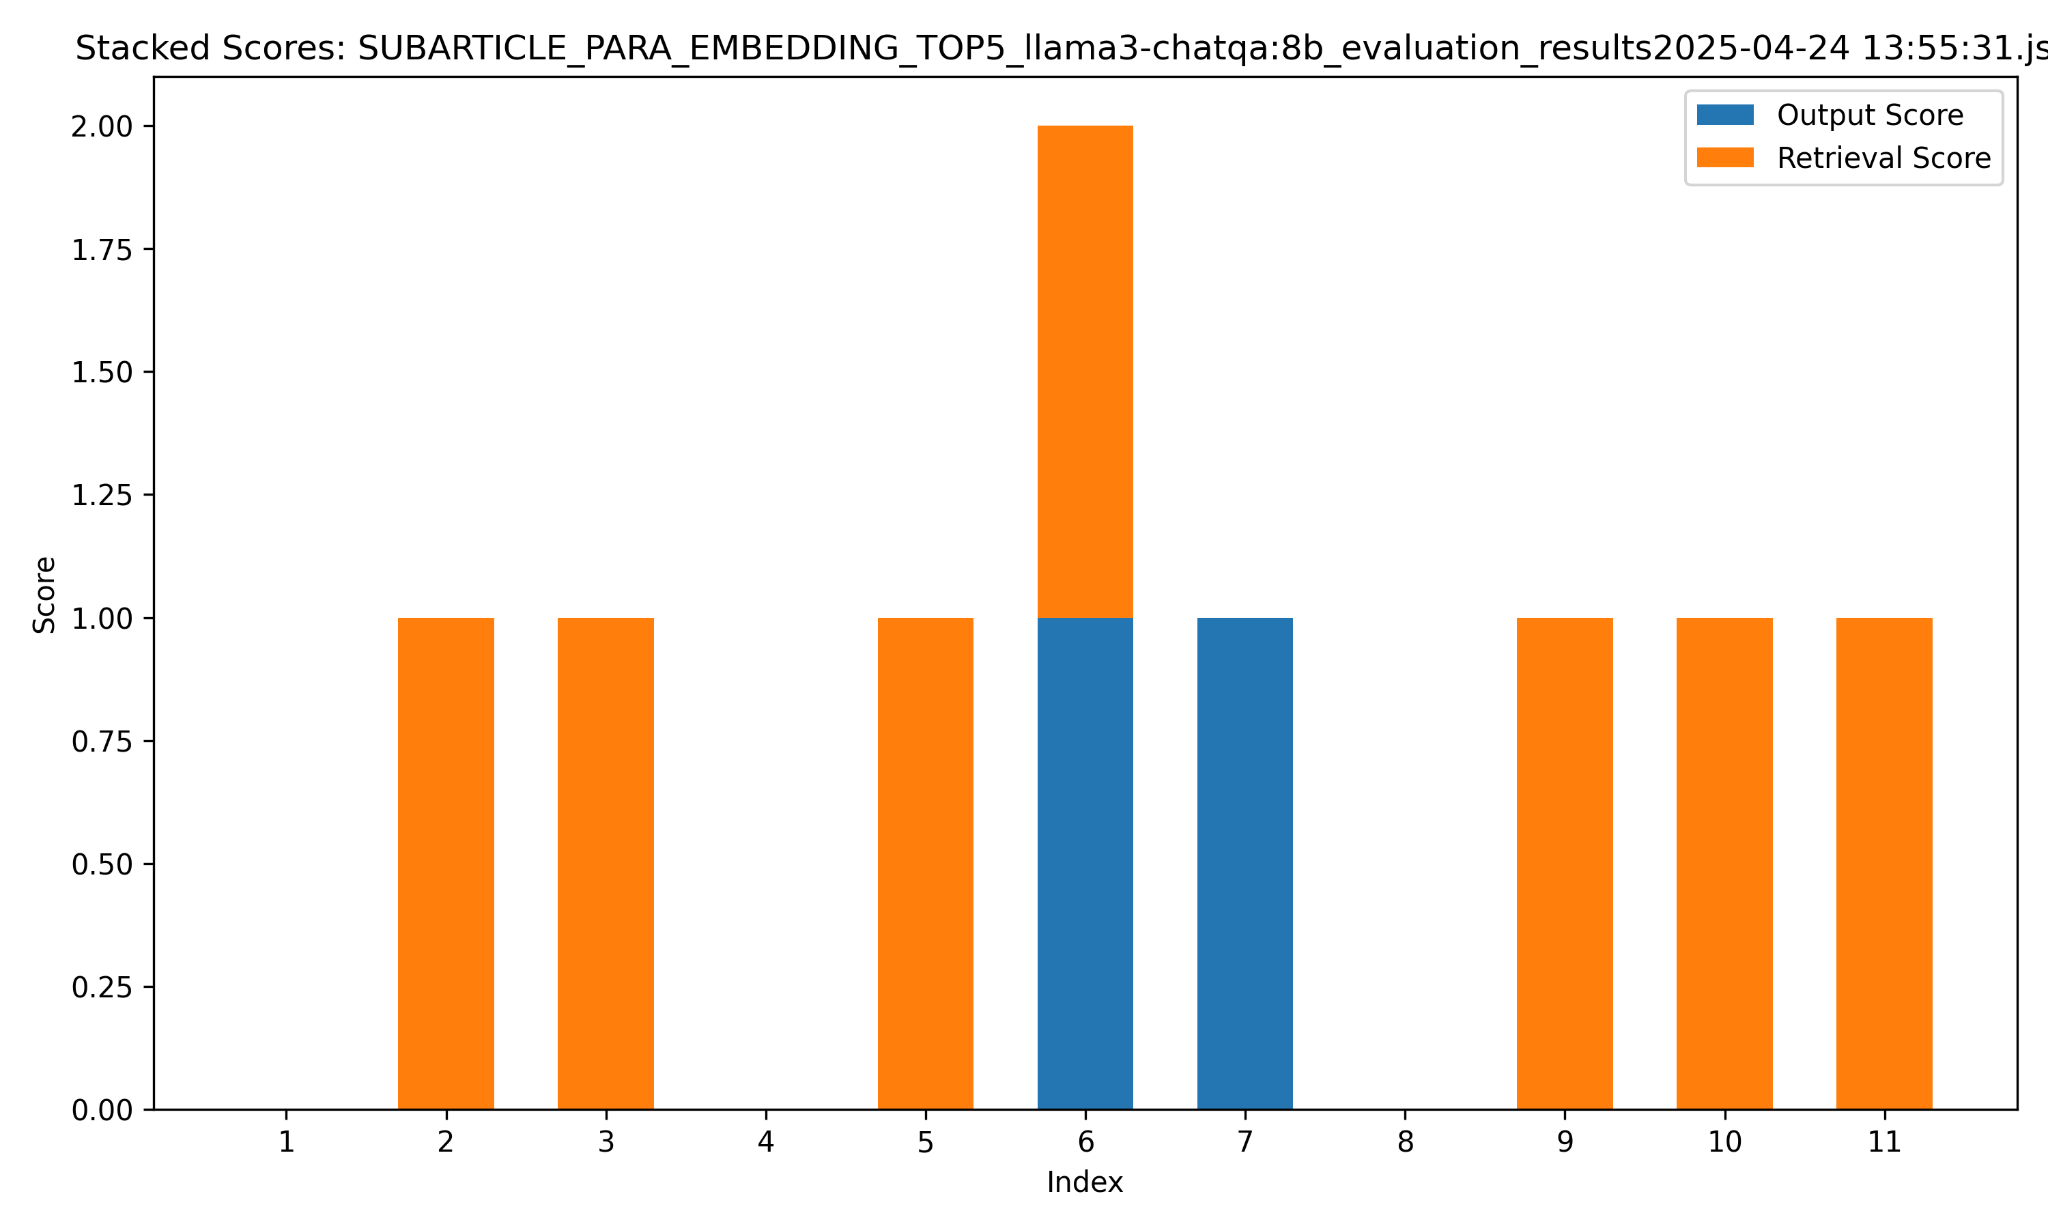 Stacked Scores: SUBARTICLE_PARA_EMBEDDING_TOP5_llama3-chatqa:8b_evaluation_results2025-04-24 13:55:31.js
Output Score
Retrieval Score
2.00
1.75
1.50
1.25
1.00
0.75
0.50
0.25
0.00
Score
1 2 3 4 5 6 7 8 9 10 11
Index